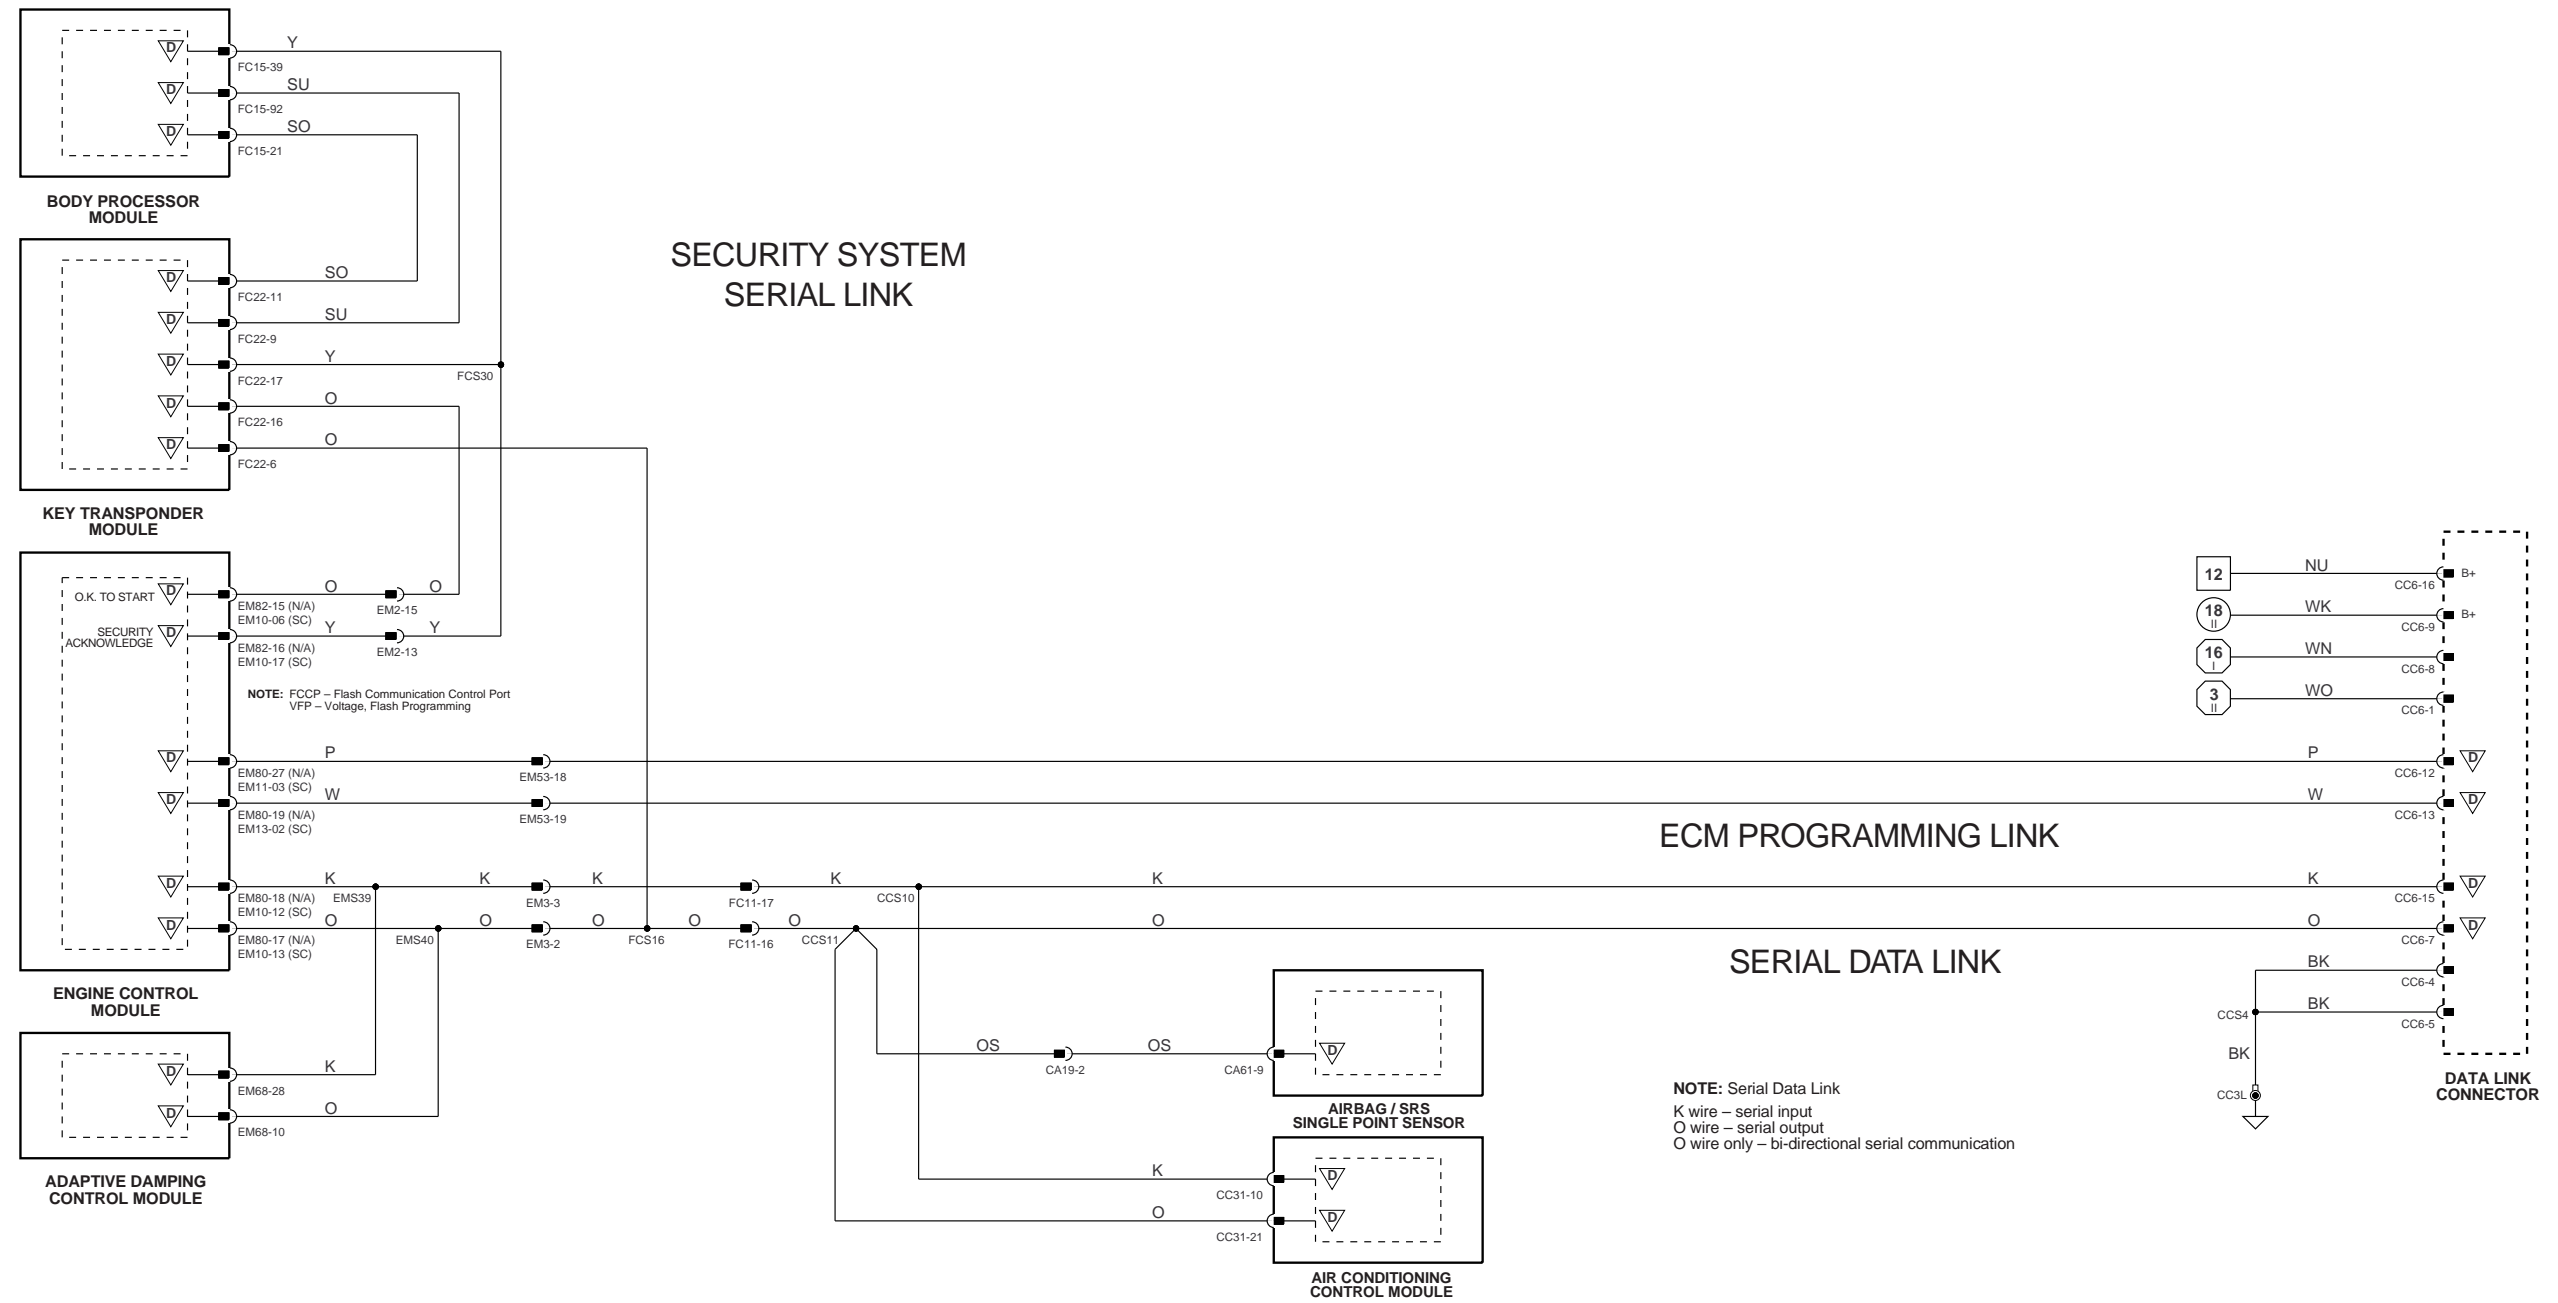 D
Y
FC15-39
D
SU
FC15-92
D
SO
FC15-21
BODY PROCESSOR
MODULE
SECURITY SYSTEM
SERIAL LINK
D
SO
FC22-11
D
SU
FC22-9
D
Y
FC22-17
FCS30
D
O
FC22-16
D
O
FC22-6
KEY TRANSPONDER
MODULE
O.K. TO START
D
O
O
EM82-15 (N/A)
EM10-06 (SC)
EM2-15
SECURITY
ACKNOWLEDGE
D
Y
Y
EM82-16 (N/A)
EM10-17 (SC)
EM2-13
NOTE: FCCP – Flash Communication Control Port
VFP – Voltage, Flash Programming
12
NU
CC6-16
B+
18
II
WK
CC6-9
B+
16
I
WN
CC6-8
3
II
WO
CC6-1
D
P
EM80-27 (N/A)
EM11-03 (SC)
EM53-18
P
CC6-12
D
D
W
EM80-19 (N/A)
EM13-02 (SC)
EM53-19
W
CC6-13
D
ECM PROGRAMMING LINK
D
K
K
K
K
K
K
EM80-18 (N/A)
EM10-12 (SC)
EMS39
EM3-3
FC11-17
CCS10
CC6-15
D
D
O
O
O
O
O
O
O
EM80-17 (N/A)
EM10-13 (SC)
EMS40
EM3-2
FCS16
FC11-16
CCS11
CC6-7
D
SERIAL DATA LINK
ENGINE CONTROL
MODULE
BK
CC6-4
BK
CCS4
CC6-5
BK
CC3L
DATA LINK
CONNECTOR
D
K
EM68-28
D
O
EM68-10
ADAPTIVE DAMPING
CONTROL MODULE
OS
OS
CA19-2
CA61-9
D
AIRBAG / SRS
SINGLE POINT SENSOR
K
CC31-10
D
O
CC31-21
D
AIR CONDITIONING
CONTROL MODULE
NOTE: Serial Data Link
K wire – serial input
O wire – serial output
O wire only – bi-directional serial communication